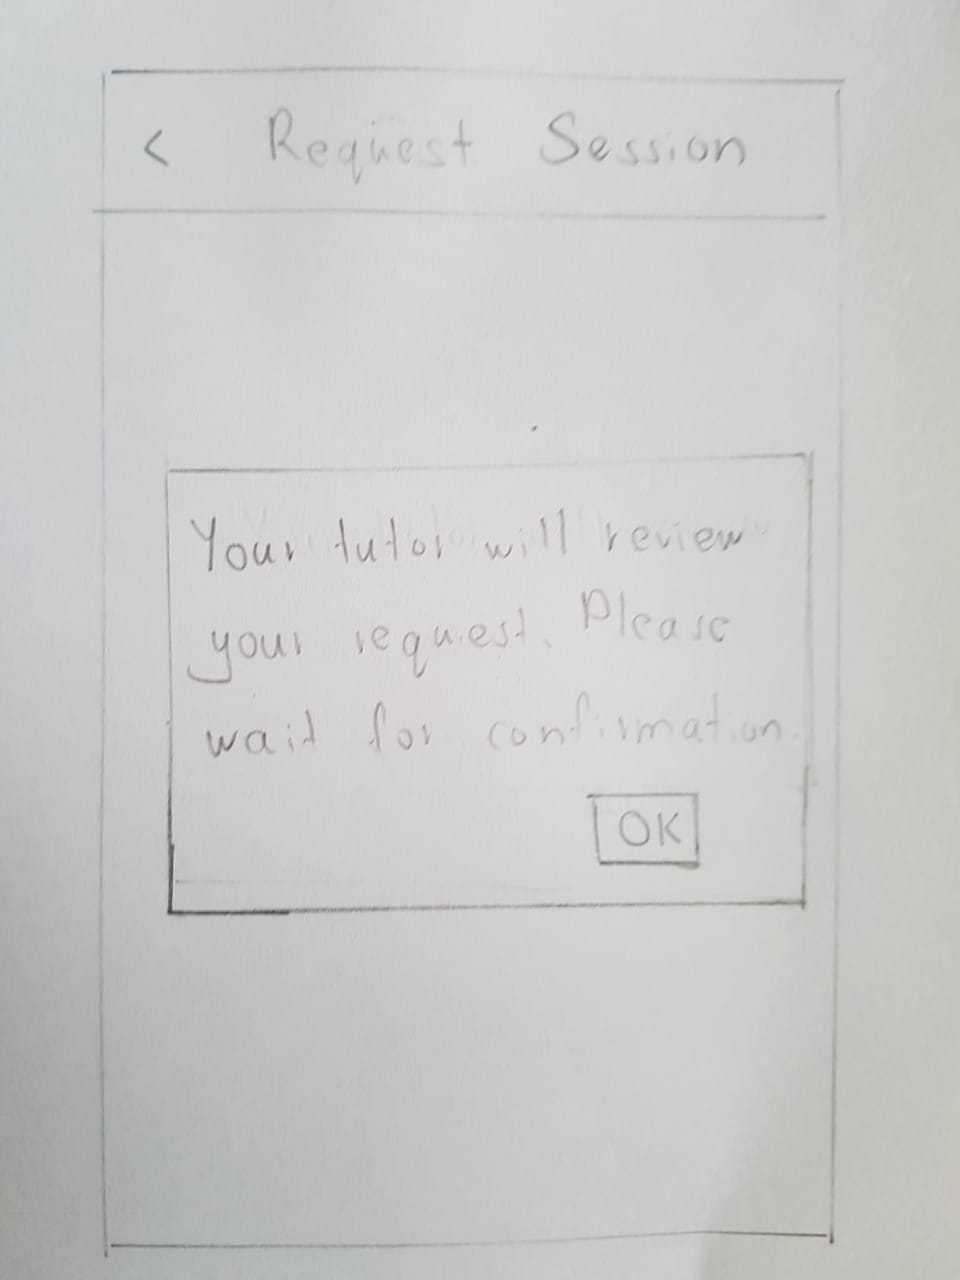 < Request Session
Your tutor will review
your request. Please
wait for confirmation.
OK